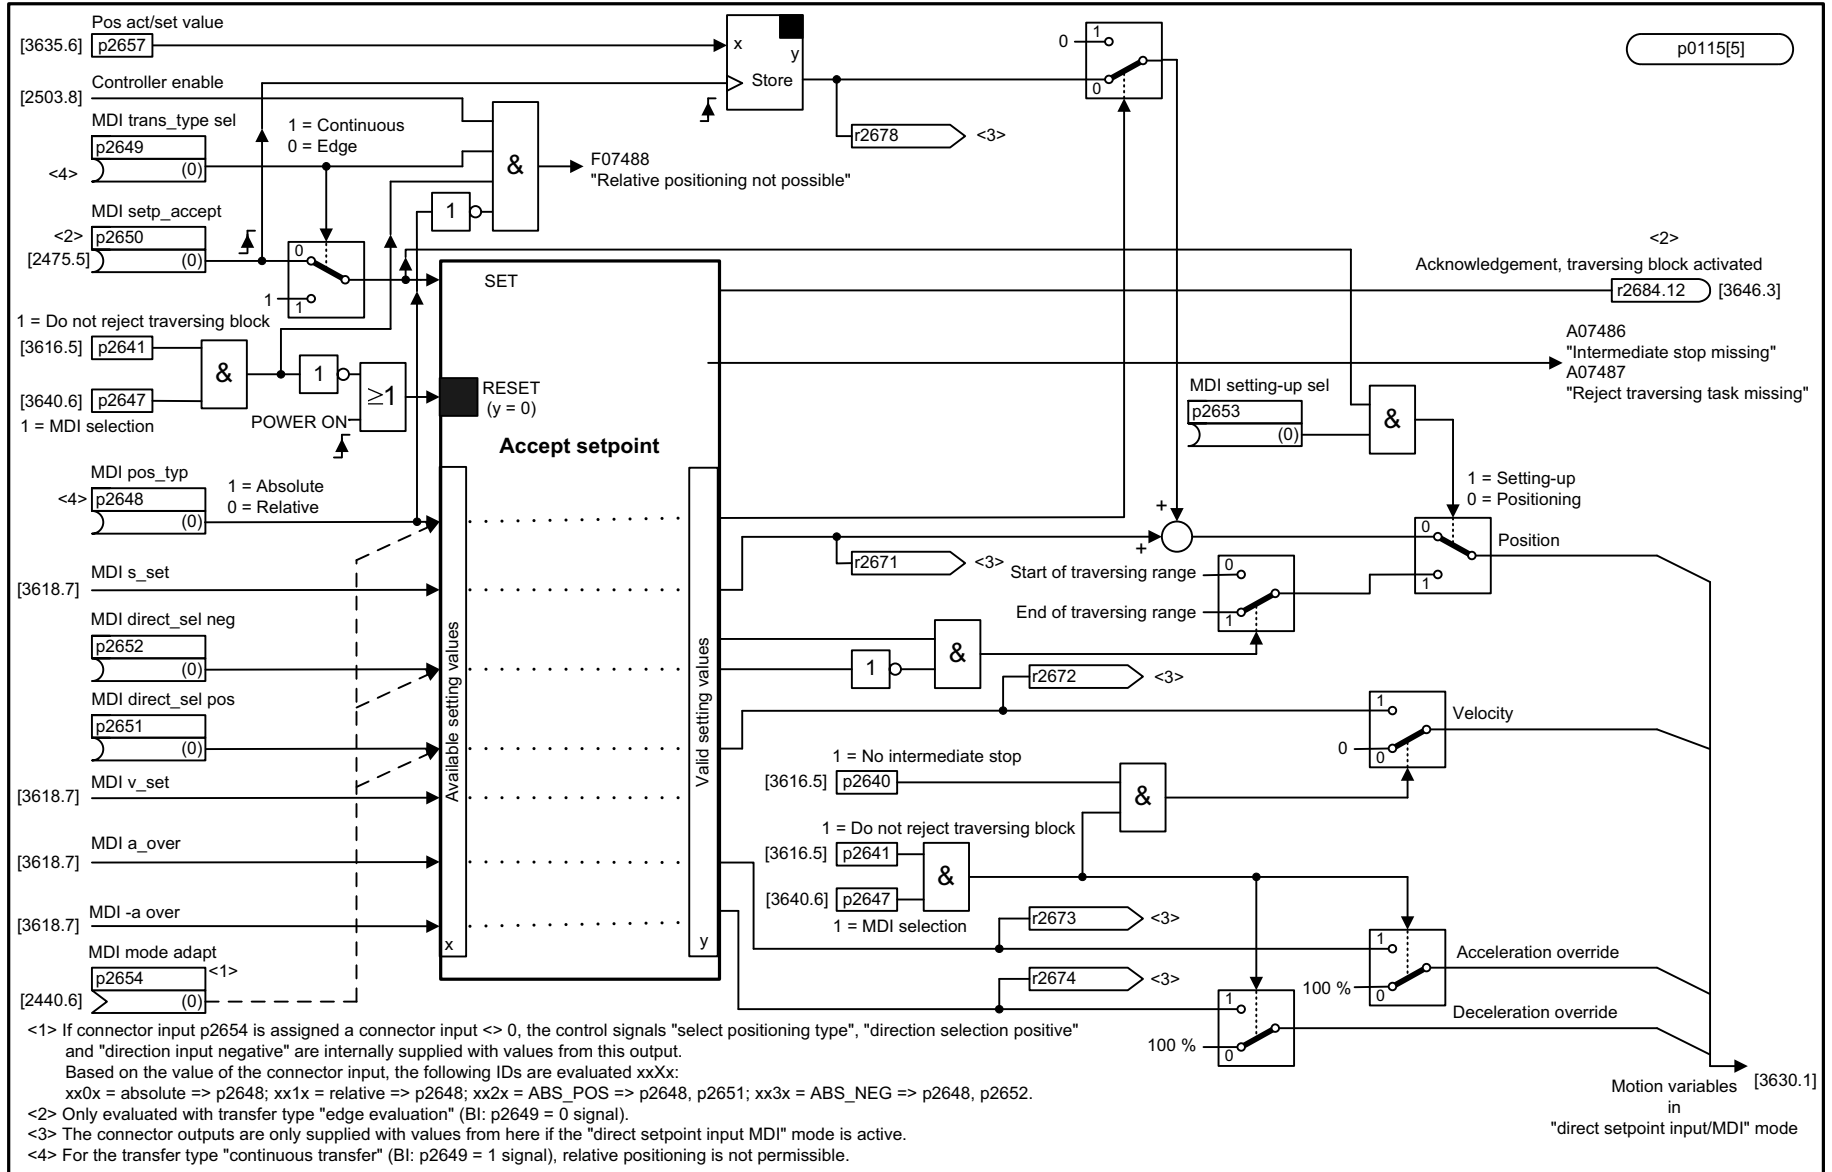 Pos act/set value
[3635.6] p2657
x
y
Store
0
1
0
p0115[5]
Controller enable
[2503.8]
MDI trans_type sel
p2649
<4> (0)
1 = Continuous
0 = Edge
&
F07488
"Relative positioning not possible"
r2678 <3>
1
MDI setp_accept
<2> p2650
[2475.5] (0)
0
1
1
SET
<2>
Acknowledgement, traversing block activated
r2684.12 [3646.3]
1 = Do not reject traversing block
[3616.5] p2641
&
1
≥1
[3640.6] p2647
1 = MDI selection
POWER ON
RESET
(y = 0)
Accept setpoint
A07486
"Intermediate stop missing"
A07487
"Reject traversing task missing"
MDI setting-up sel
p2653
(0)
&
MDI pos_typ
<4> p2648
(0)
1 = Absolute
0 = Relative
1 = Setting-up
0 = Positioning
+
+
0
1
Position
r2671 <3>
MDI s_set
[3618.7]
Start of traversing range
0
End of traversing range
1
MDI direct_sel neg
p2652
(0)
Available setting values
Valid setting values
1
&
r2672 <3>
MDI direct_sel pos
p2651
(0)
1
Velocity
0
0
MDI v_set
[3618.7]
1 = No intermediate stop
[3616.5] p2640
&
MDI a_over
[3618.7]
1 = Do not reject traversing block
[3616.5] p2641
&
[3640.6] p2647
1 = MDI selection
MDI -a over
[3618.7]
x
y
r2673 <3>
1
Acceleration override
100 %
0
MDI mode adapt
p2654 <1>
[2440.6] (0)
r2674 <3>
1
Deceleration override
100 %
0
<1> If connector input p2654 is assigned a connector input <> 0, the control signals "select positioning type", "direction selection positive"
and "direction input negative" are internally supplied with values from this output.
Based on the value of the connector input, the following IDs are evaluated xxXx:
xx0x = absolute => p2648; xx1x = relative => p2648; xx2x = ABS_POS => p2648, p2651; xx3x = ABS_NEG => p2648, p2652.
<2> Only evaluated with transfer type "edge evaluation" (BI: p2649 = 0 signal).
<3> The connector outputs are only supplied with values from here if the "direct setpoint input MDI" mode is active.
<4> For the transfer type "continuous transfer" (BI: p2649 = 1 signal), relative positioning is not permissible.
Motion variables [3630.1]
in
"direct setpoint input/MDI" mode